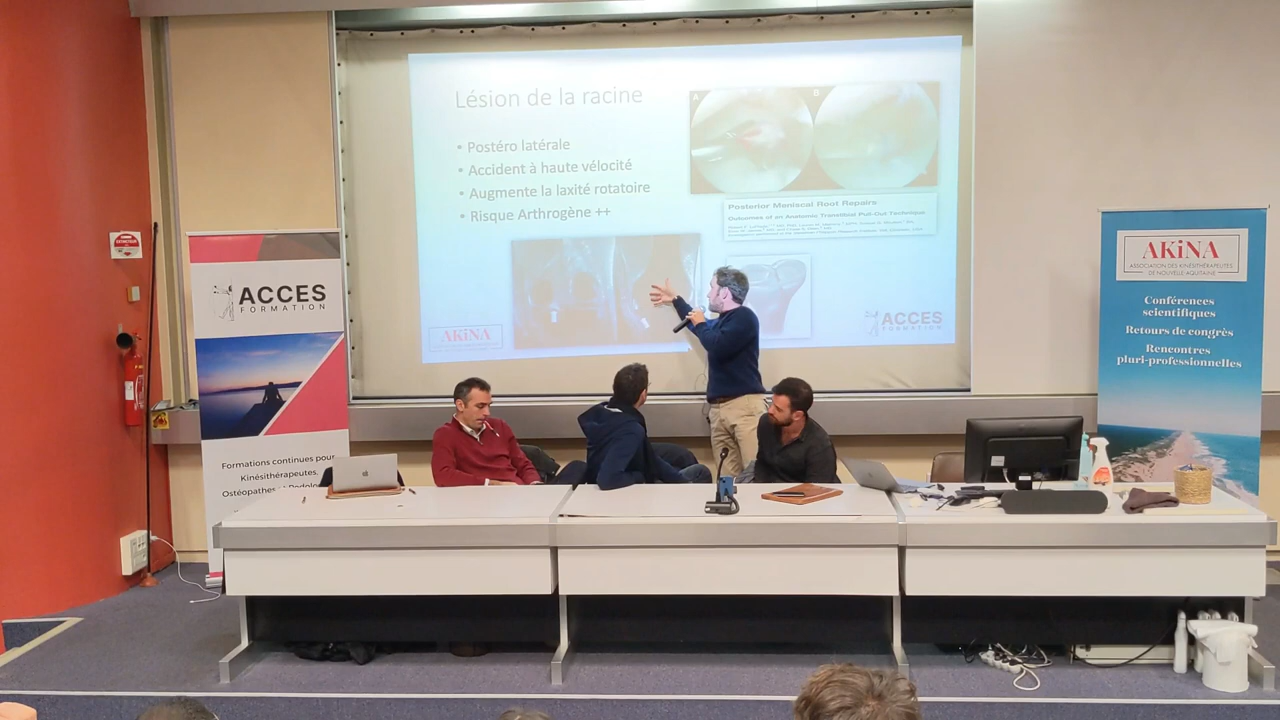 Lésion de la racine
• Postéro latérale
• Accident à haute vélocité
• Augmente la laxité rotatoire
• Risque Arthrogène ++
A
B
Posterior Meniscal Root Repairs
Outcomes of an Anatomic Transtibial Pull-Out Technique
AKiNA
ACCES
FORMATION
ACCES
FORMATION
Formations continues pour
Kinésithérapeutes,
Ostéopathes
AKiNA
ASSOCIATION DES KINÉSITHÉRAPEUTES
DE NOUVELLE-AQUITAINE
Conférences
scientifiques
Retours de congrès
Rencontres
pluri-professionnelles